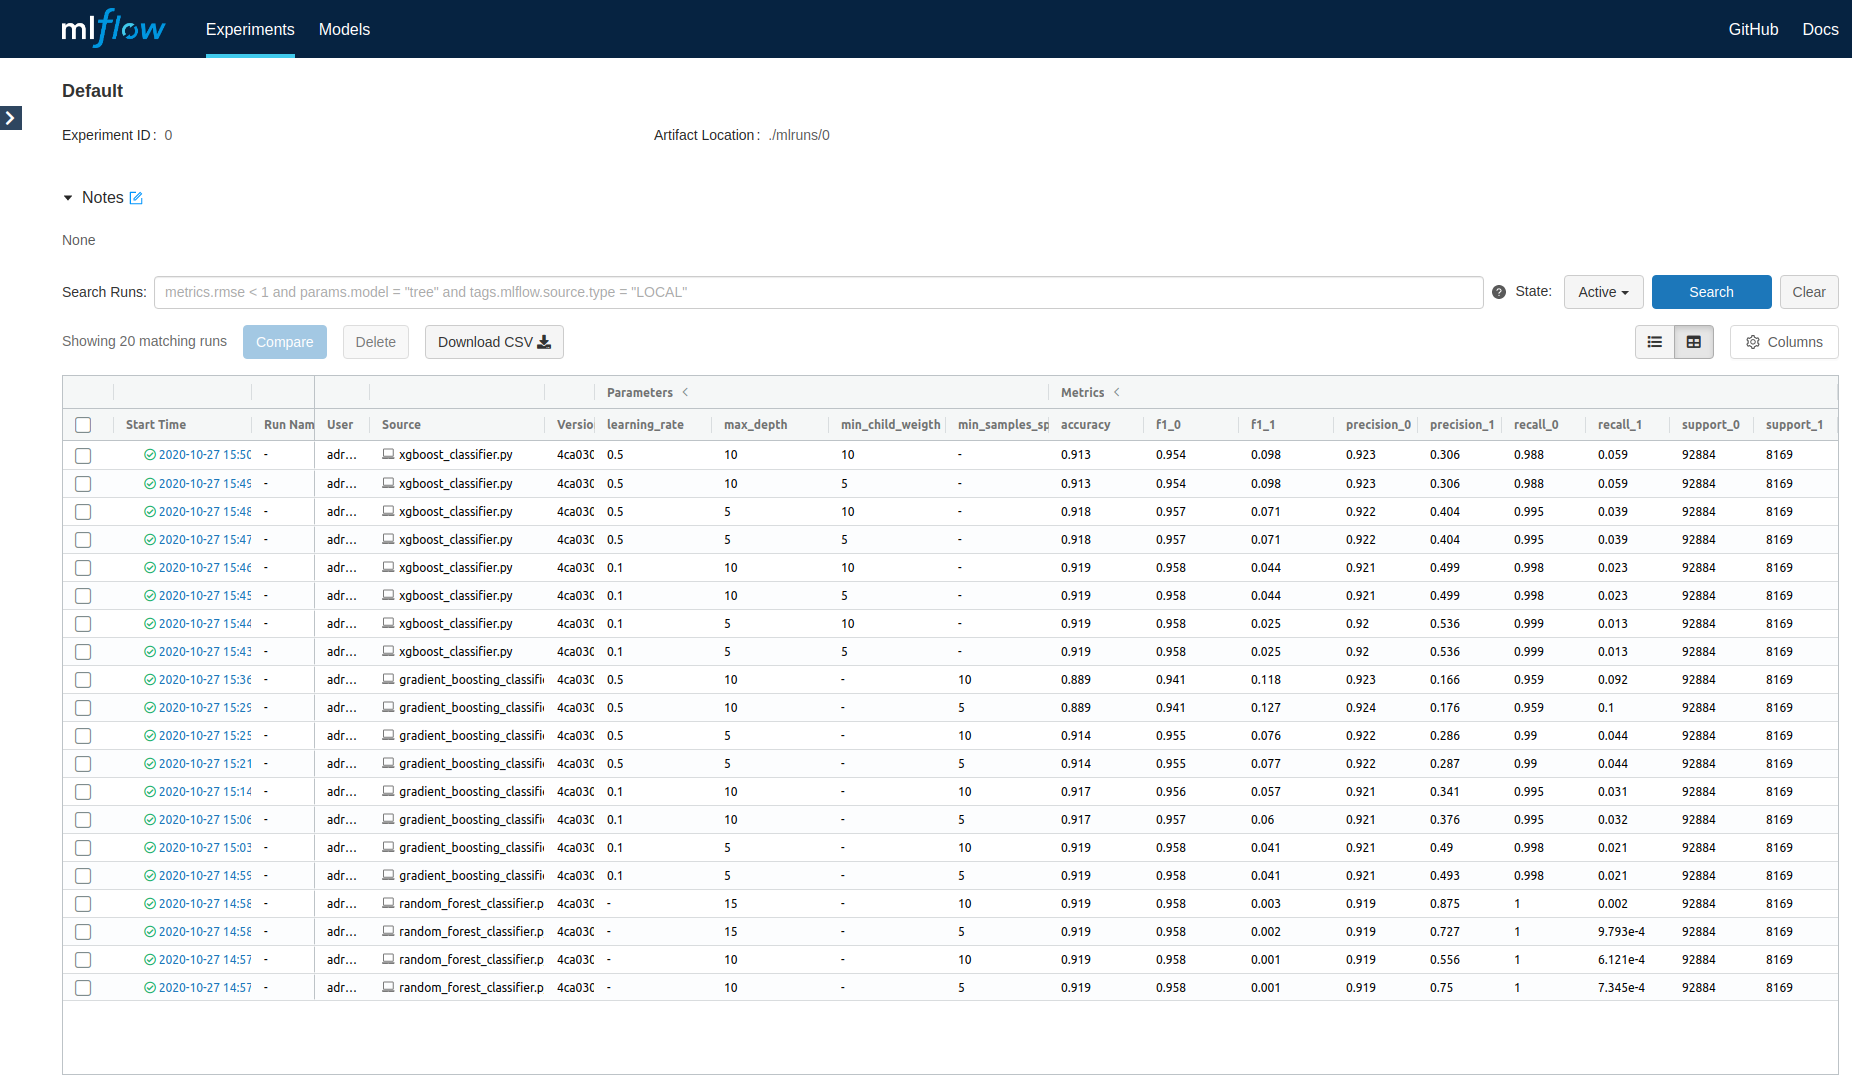 mlflow Experiments Models GitHub Docs
Default
Experiment ID: 0 Artifact Location: ./mlruns/0
Notes
None
Search Runs: metrics.rmse < 1 and params.model = "tree" and tags.mlflow.source.type = "LOCAL" ? State: Active Search Clear
Showing 20 matching runs Compare Delete Download CSV Columns
Parameters < Metrics <
Start Time Run Nam User Source Versio learning_rate max_depth min_child_weigth min_samples_sp accuracy f1_0 f1_1 precision_0 precision_1 recall_0 recall_1 support_0 support_1
2020-10-27 15:50 - adr... xgboost_classifier.py 4ca030 0.5 10 10 - 0.913 0.954 0.098 0.923 0.306 0.988 0.059 92884 8169
2020-10-27 15:49 - adr... xgboost_classifier.py 4ca030 0.5 10 5 - 0.913 0.954 0.098 0.923 0.306 0.988 0.059 92884 8169
2020-10-27 15:48 - adr... xgboost_classifier.py 4ca030 0.5 5 10 - 0.918 0.957 0.071 0.922 0.404 0.995 0.039 92884 8169
2020-10-27 15:47 - adr... xgboost_classifier.py 4ca030 0.5 5 5 - 0.918 0.957 0.071 0.922 0.404 0.995 0.039 92884 8169
2020-10-27 15:46 - adr... xgboost_classifier.py 4ca030 0.1 10 10 - 0.919 0.958 0.044 0.921 0.499 0.998 0.023 92884 8169
2020-10-27 15:45 - adr... xgboost_classifier.py 4ca030 0.1 10 5 - 0.919 0.958 0.044 0.921 0.499 0.998 0.023 92884 8169
2020-10-27 15:44 - adr... xgboost_classifier.py 4ca030 0.1 5 10 - 0.919 0.958 0.025 0.92 0.536 0.999 0.013 92884 8169
2020-10-27 15:43 - adr... xgboost_classifier.py 4ca030 0.1 5 5 - 0.919 0.958 0.025 0.92 0.536 0.999 0.013 92884 8169
2020-10-27 15:36 - adr... gradient_boosting_classifi 4ca030 0.5 10 - 10 0.889 0.941 0.118 0.923 0.166 0.959 0.092 92884 8169
2020-10-27 15:29 - adr... gradient_boosting_classifi 4ca030 0.5 10 - 5 0.889 0.941 0.127 0.924 0.176 0.959 0.1 92884 8169
2020-10-27 15:25 - adr... gradient_boosting_classifi 4ca030 0.5 5 - 10 0.914 0.955 0.076 0.922 0.286 0.99 0.044 92884 8169
2020-10-27 15:21 - adr... gradient_boosting_classifi 4ca030 0.5 5 - 5 0.914 0.955 0.077 0.922 0.287 0.99 0.044 92884 8169
2020-10-27 15:14 - adr... gradient_boosting_classifi 4ca030 0.1 10 - 10 0.917 0.956 0.057 0.921 0.341 0.995 0.031 92884 8169
2020-10-27 15:06 - adr... gradient_boosting_classifi 4ca030 0.1 10 - 5 0.917 0.957 0.06 0.921 0.376 0.995 0.032 92884 8169
2020-10-27 15:03 - adr... gradient_boosting_classifi 4ca030 0.1 5 - 10 0.919 0.958 0.041 0.921 0.49 0.998 0.021 92884 8169
2020-10-27 14:59 - adr... gradient_boosting_classifi 4ca030 0.1 5 - 5 0.919 0.958 0.041 0.921 0.493 0.998 0.021 92884 8169
2020-10-27 14:58 - adr... random_forest_classifier.p 4ca030 - 15 - 10 0.919 0.958 0.003 0.919 0.875 1 0.002 92884 8169
2020-10-27 14:58 - adr... random_forest_classifier.p 4ca030 - 15 - 5 0.919 0.958 0.002 0.919 0.727 1 9.793e-4 92884 8169
2020-10-27 14:57 - adr... random_forest_classifier.p 4ca030 - 10 - 10 0.919 0.958 0.001 0.919 0.556 1 6.121e-4 92884 8169
2020-10-27 14:57 - adr... random_forest_classifier.p 4ca030 - 10 - 5 0.919 0.958 0.001 0.919 0.75 1 7.345e-4 92884 8169